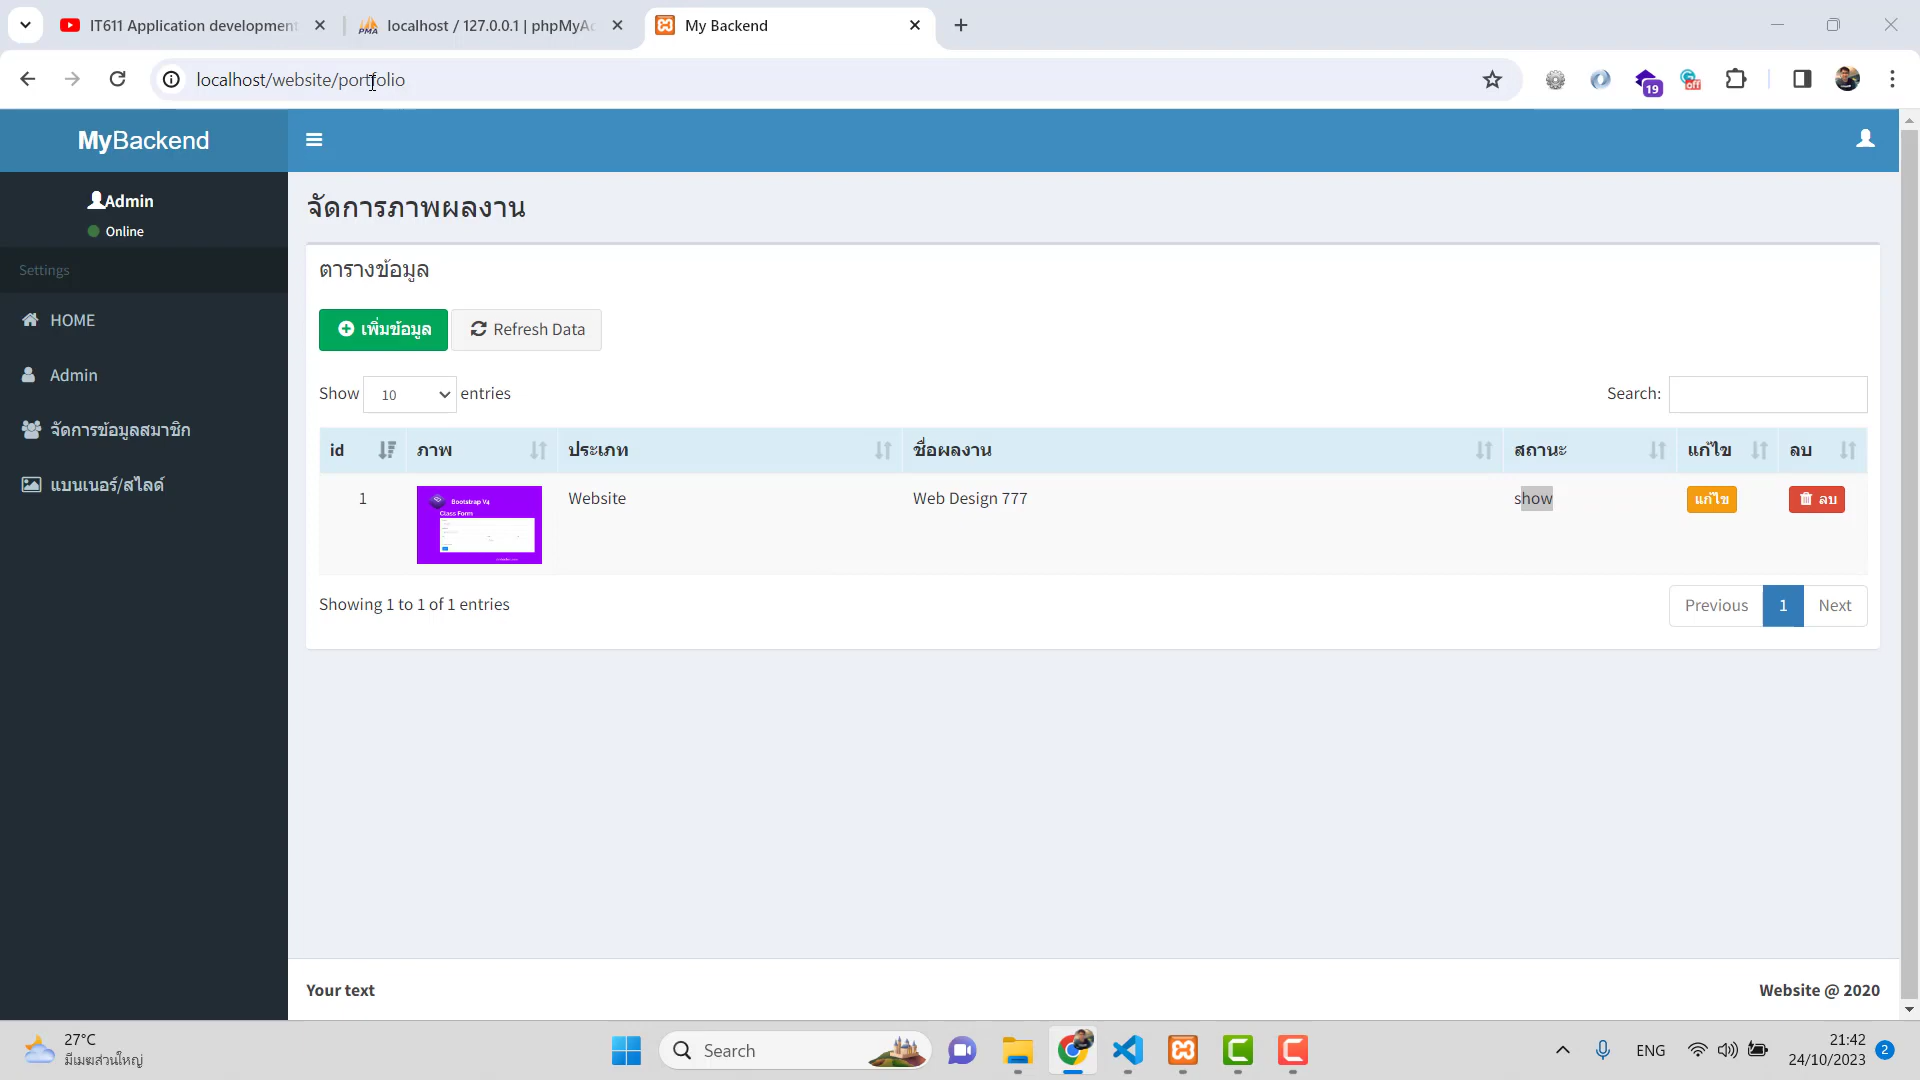 IT611 Application development
localhost / 127.0.0.1 | phpMyAc
My Backend
localhost/website/portfolio
19
off
MyBackend
Admin
Online
Settings
HOME
Admin
จัดการข้อมูลสมาชิก
แบนเนอร์/สไลด์
จัดการภาพผลงาน
ตารางข้อมูล
เพิ่มข้อมูล
Refresh Data
Show 10 entries
Search:
id ภาพ ประเภท ชื่อผลงาน สถานะ แก้ไข ลบ
1 Website Web Design 777 show แก้ไข ลบ
Bootstrap V4
Class Form
Showing 1 to 1 of 1 entries
Previous 1 Next
Your text
Website @ 2020
27°C
มีเมฆส่วนใหญ่
Search
ENG
21:42
24/10/2023
2